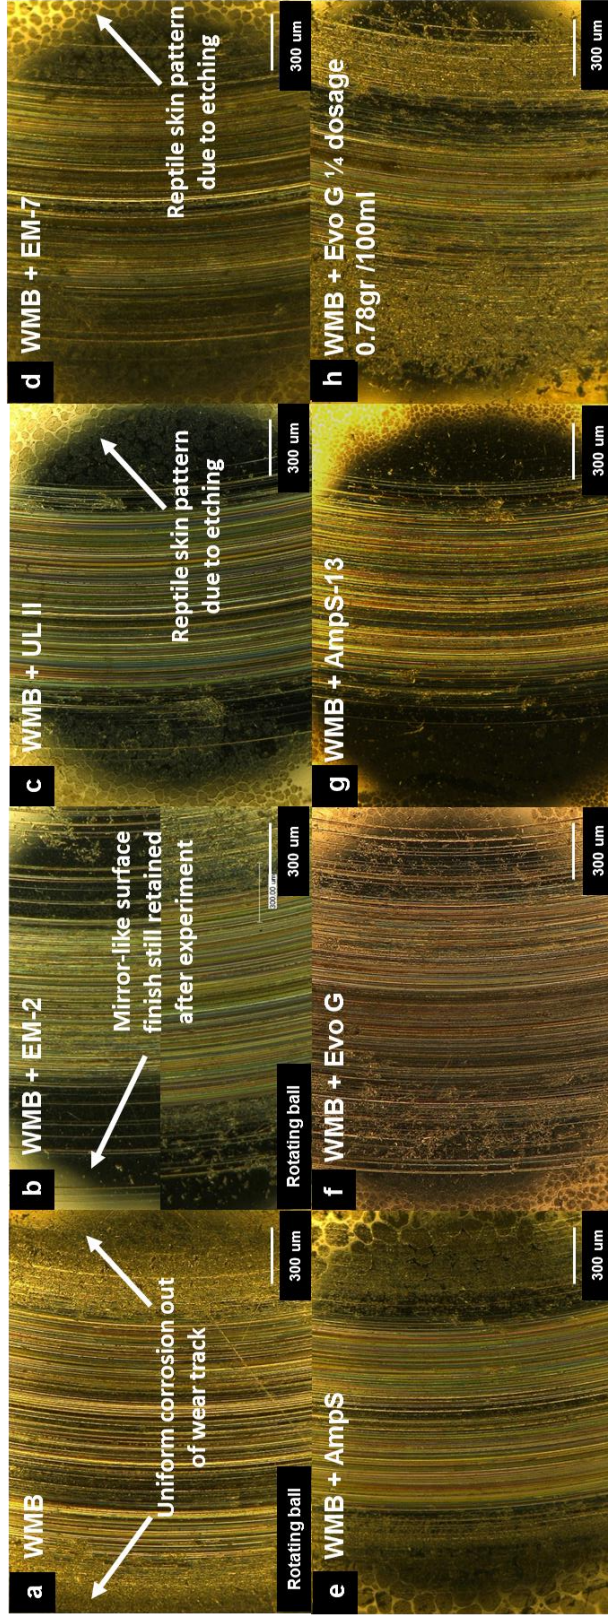 a WMB
Uniform corrosion out
of wear track
Rotating ball
300 um
b WMB + EM-2
Mirror-like surface
finish still retained
after experiment
300.00 um
Rotating ball
300 um
c WMB + UL II
Reptile skin pattern
due to etching
300 um
d WMB + EM-7
Reptile skin pattern
due to etching
300 um
e WMB + AmpS
300 um
f WMB + Evo G
300 um
g WMB + AmpS-13
300 um
h WMB + Evo G ¼ dosage
0.78gr /100ml
300 um